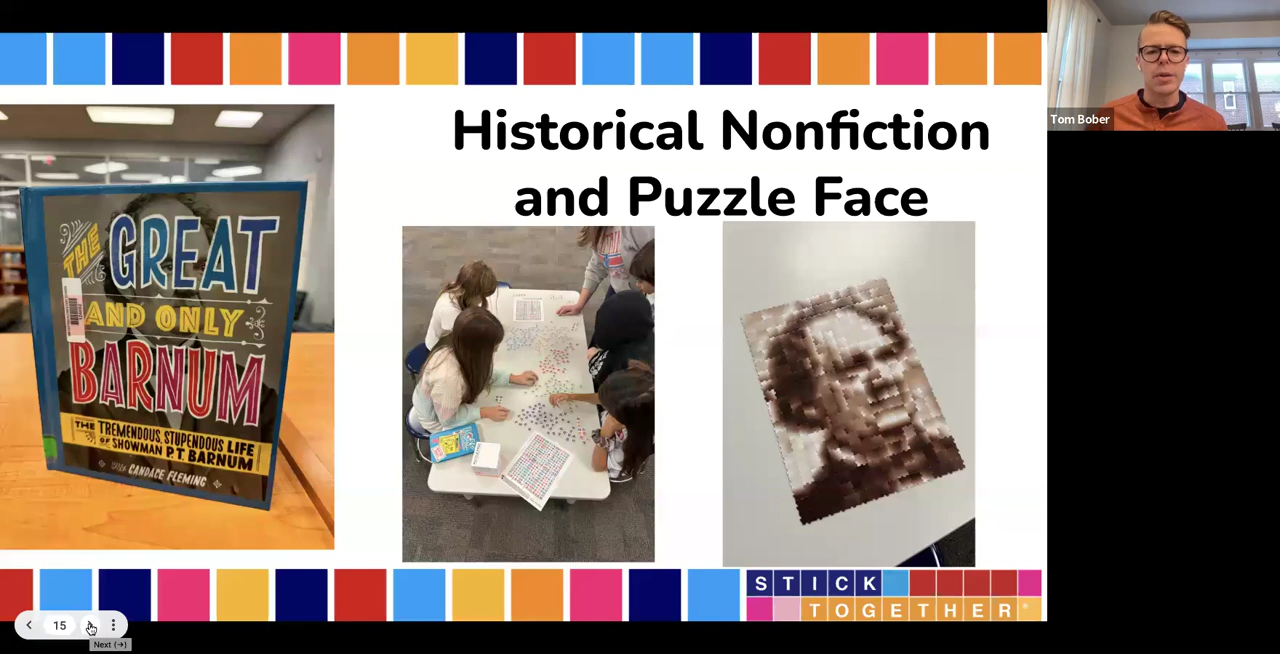 Historical Nonfiction
and Puzzle Face
Tom Bober
THE
GREAT
AND ONLY
BARNUM
THE TREMENDOUS, STUPENDOUS LIFE
OF SHOWMAN P.T. BARNUM
CANDACE FLEMING
STICK
TOGETHER®
15
Next (→)